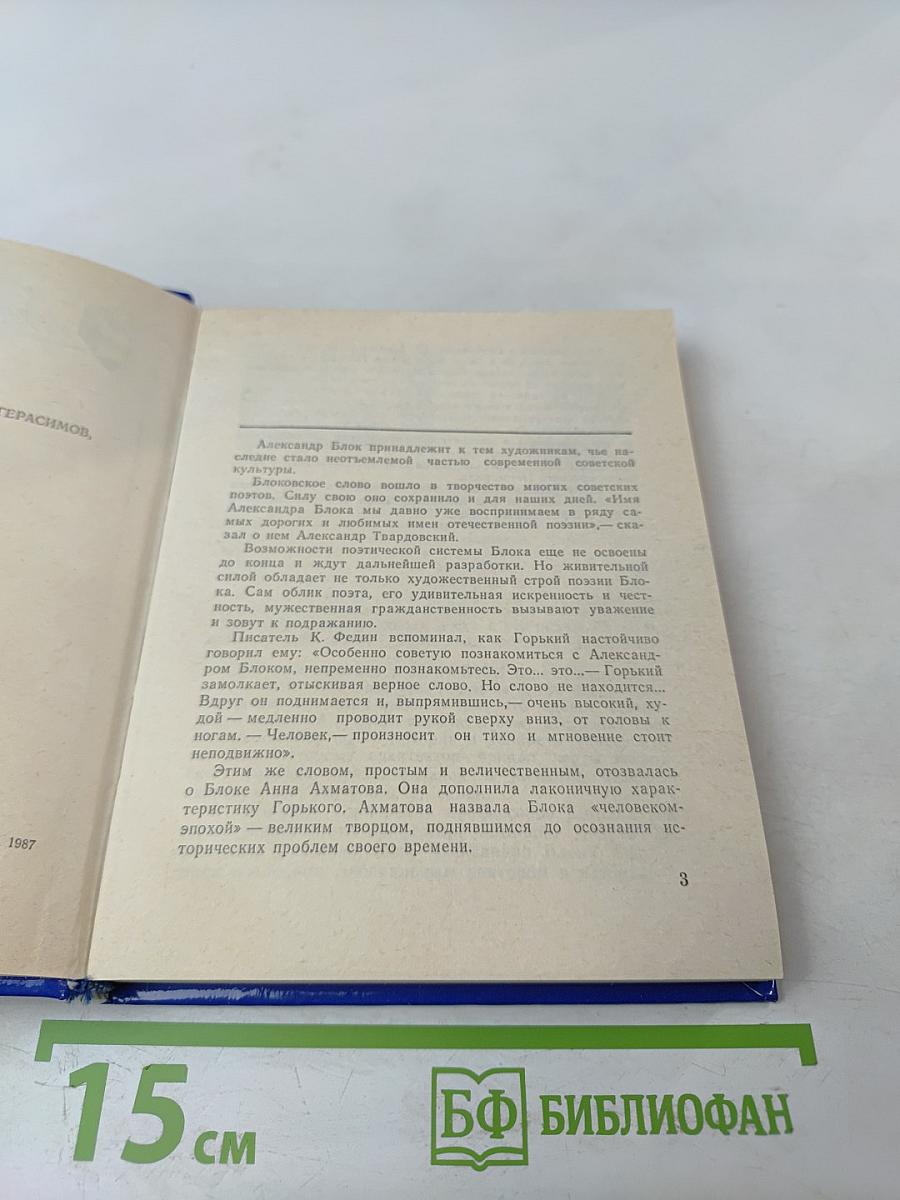 ГЕРАСИМОВ,
1987
Александр Блок принадлежит к тем художникам, чье на-
следие стало неотъемлемой частью современной советской
культуры.
Блоковское слово вошло в творчество многих советских
поэтов. Силу свою оно сохранило и для наших дней. «Имя
Александра Блока мы давно уже воспринимаем в ряду са-
мых дорогих и любимых имен отечественной поэзии»,— ска-
зал о нем Александр Твардовский.
Возможности поэтической системы Блока еще не освоены
до конца и ждут дальнейшей разработки. Но живительной
силой обладает не только художественный строй поэзии Бло-
ка. Сам облик поэта, его удивительная искренность и чест-
ность, мужественная гражданственность вызывают уважение
и зовут к подражанию.
Писатель К. Федин вспоминал, как Горький настойчиво
говорил ему: «Особенно советую познакомиться с Александ-
ром Блоком, непременно познакомьтесь. Это... это...— Горький
замолкает, отыскивая верное слово. Но слово не находится...
Вдруг он поднимается и, выпрямившись,— очень высокий, ху-
дой — медленно проводит рукой сверху вниз, от головы к
ногам. — Человек,— произносит он тихо и мгновение стоит
неподвижно».
Этим же словом, простым и величественным, отозвалась
о Блоке Анна Ахматова. Она дополнила лаконичную харак-
теристику Горького. Ахматова назвала Блока «человеком-
эпохой» — великим творцом, поднявшимся до осознания ис-
торических проблем своего времени.
3
15 см
БФ БИБЛИОФАН